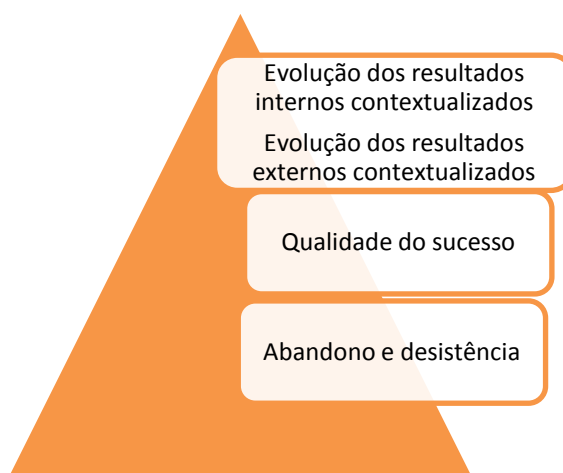 Evolução dos resultados
internos contextualizados
Evolução dos resultados
externos contextualizados
Qualidade do sucesso
Abandono e desistência